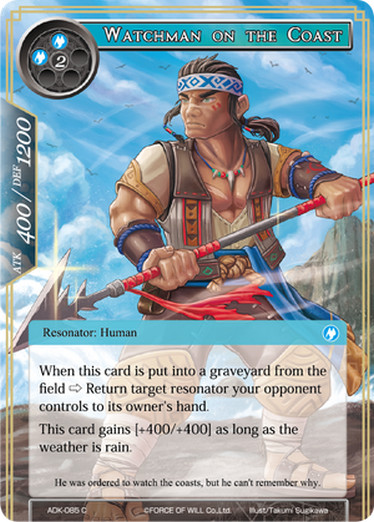 WATCHMAN ON THE COAST
2
ATK 400 / DEF 1200
Resonator: Human
When this card is put into a graveyard from the
field ⇨ Return target resonator your opponent
controls to its owner's hand.
This card gains [+400/+400] as long as the
weather is rain.
He was ordered to watch the coasts, but he can't remember why.
ADK-085 C ©FORCE OF WILL Co.,Ltd. Illust/Takumi Sugikawa